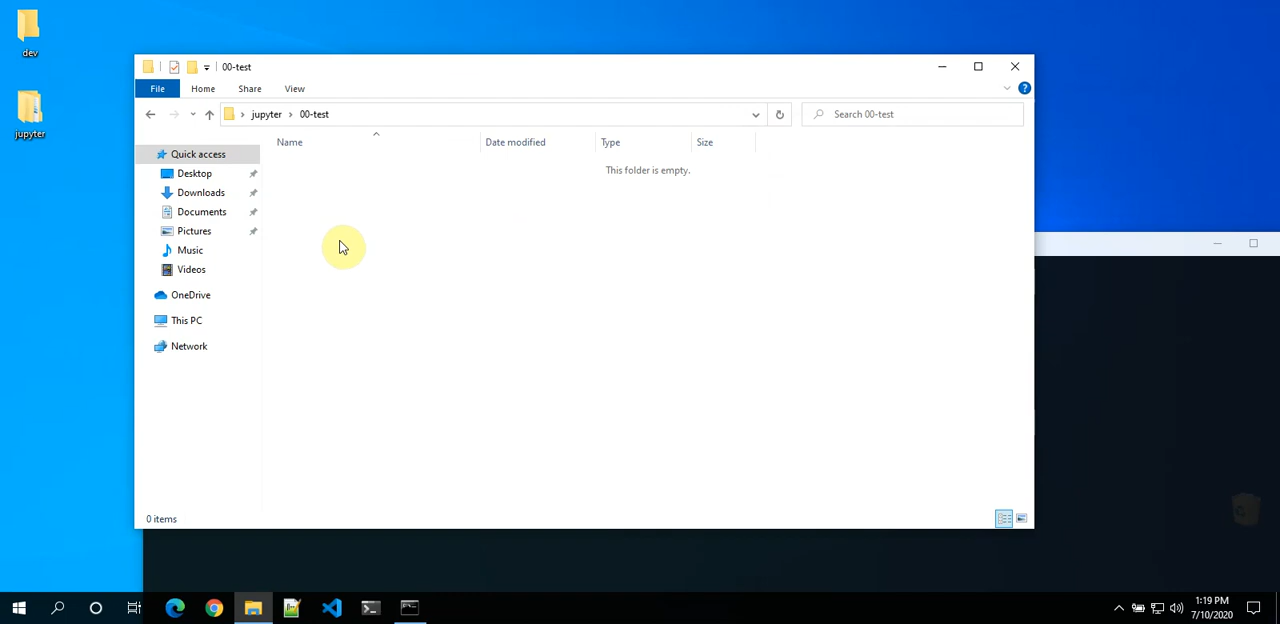 dev
jupyter
00-test
File Home Share View
jupyter 00-test
Search 00-test
Name Date modified Type Size
This folder is empty.
Quick access
Desktop
Downloads
Documents
Pictures
Music
Videos
OneDrive
This PC
Network
0 items
1:19 PM
7/10/2020